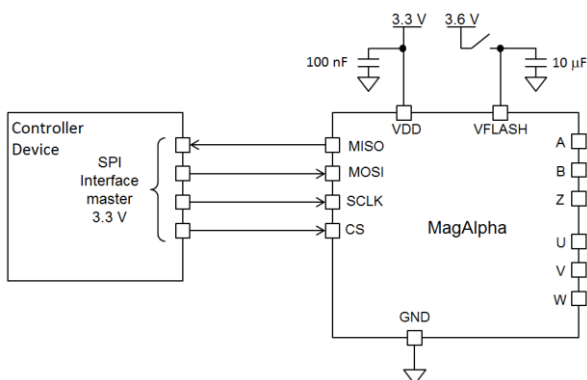 3.3 V 3.6 V
100 nF 10 μF
Controller
Device
SPI
Interface
master
3.3 V
VDD VFLASH
MISO
MOSI
SCLK
CS
MagAlpha
A
B
Z
U
V
W
GND